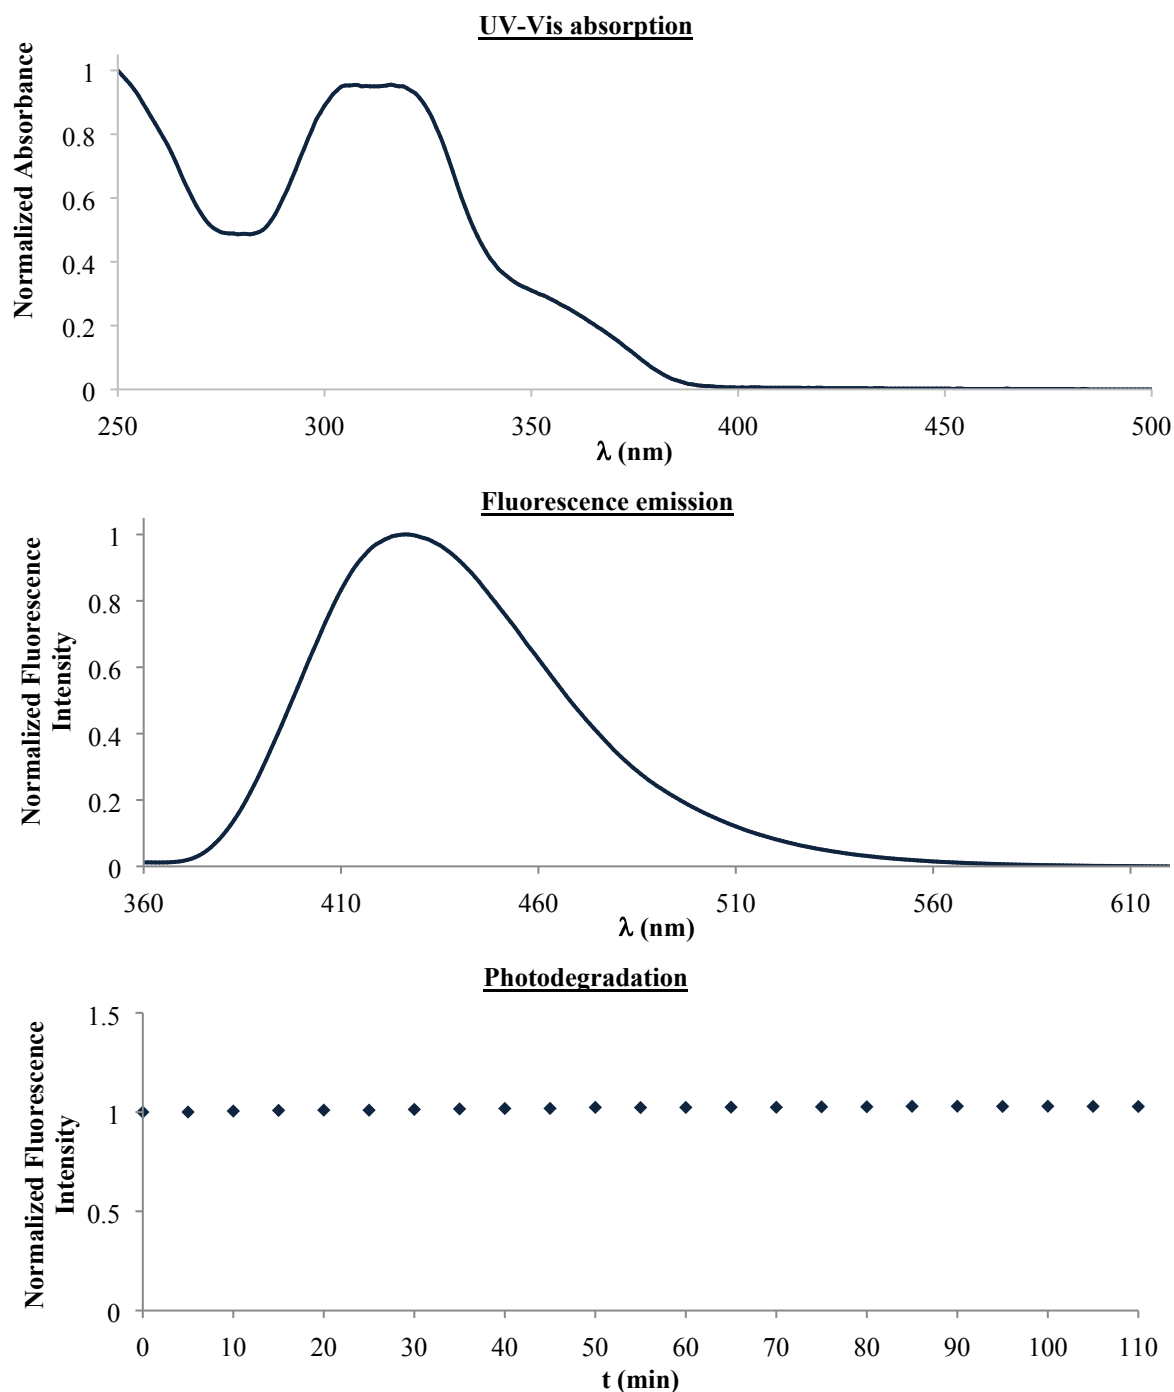 UV-Vis absorption
Normalized Absorbance
1
0.8
0.6
0.4
0.2
0
250 300 350 400 450 500
λ (nm)
Fluorescence emission
Normalized Fluorescence
Intensity
1
0.8
0.6
0.4
0.2
0
360 410 460 510 560 610
λ (nm)
Photodegradation
Normalized Fluorescence
Intensity
1.5
1
0.5
0
0 10 20 30 40 50 60 70 80 90 100 110
t (min)